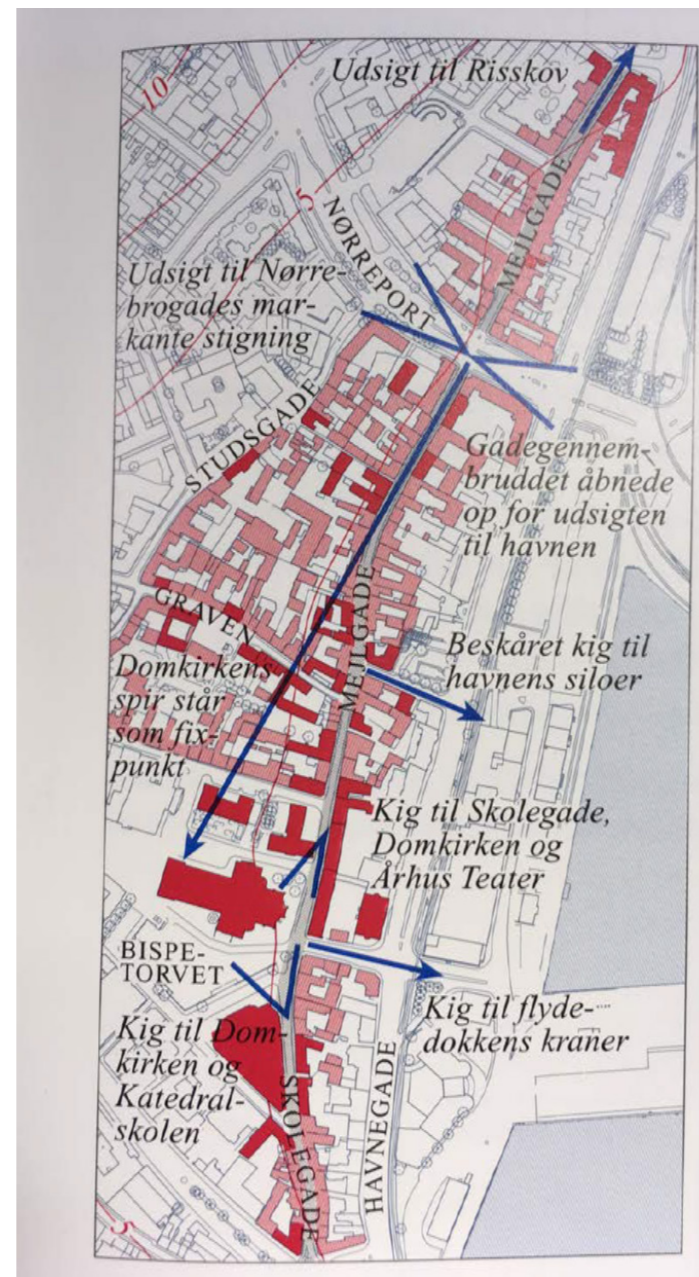 Udsigt til Risskov
10
5
MEJLGADE
NØRREPORT
Udsigt til Nørre-
brogades mar-
kante stigning
STUDSGADE
Gadegennem-
bruddet åbnede
op for udsigten
til havnen
GRAVEN
MEJLGADE
Beskåret kig til
havnens siloer
Domkirkens
spir står
som fix-
punkt
Kig til Skolegade,
Domkirken og
Århus Teater
BISPE-
TORVET
Kig til flyde-
dokkens kraner
Kig til Dom-
kirken og
Katedral-
skolen
SKOLEGADE
HAVNEGADE
5